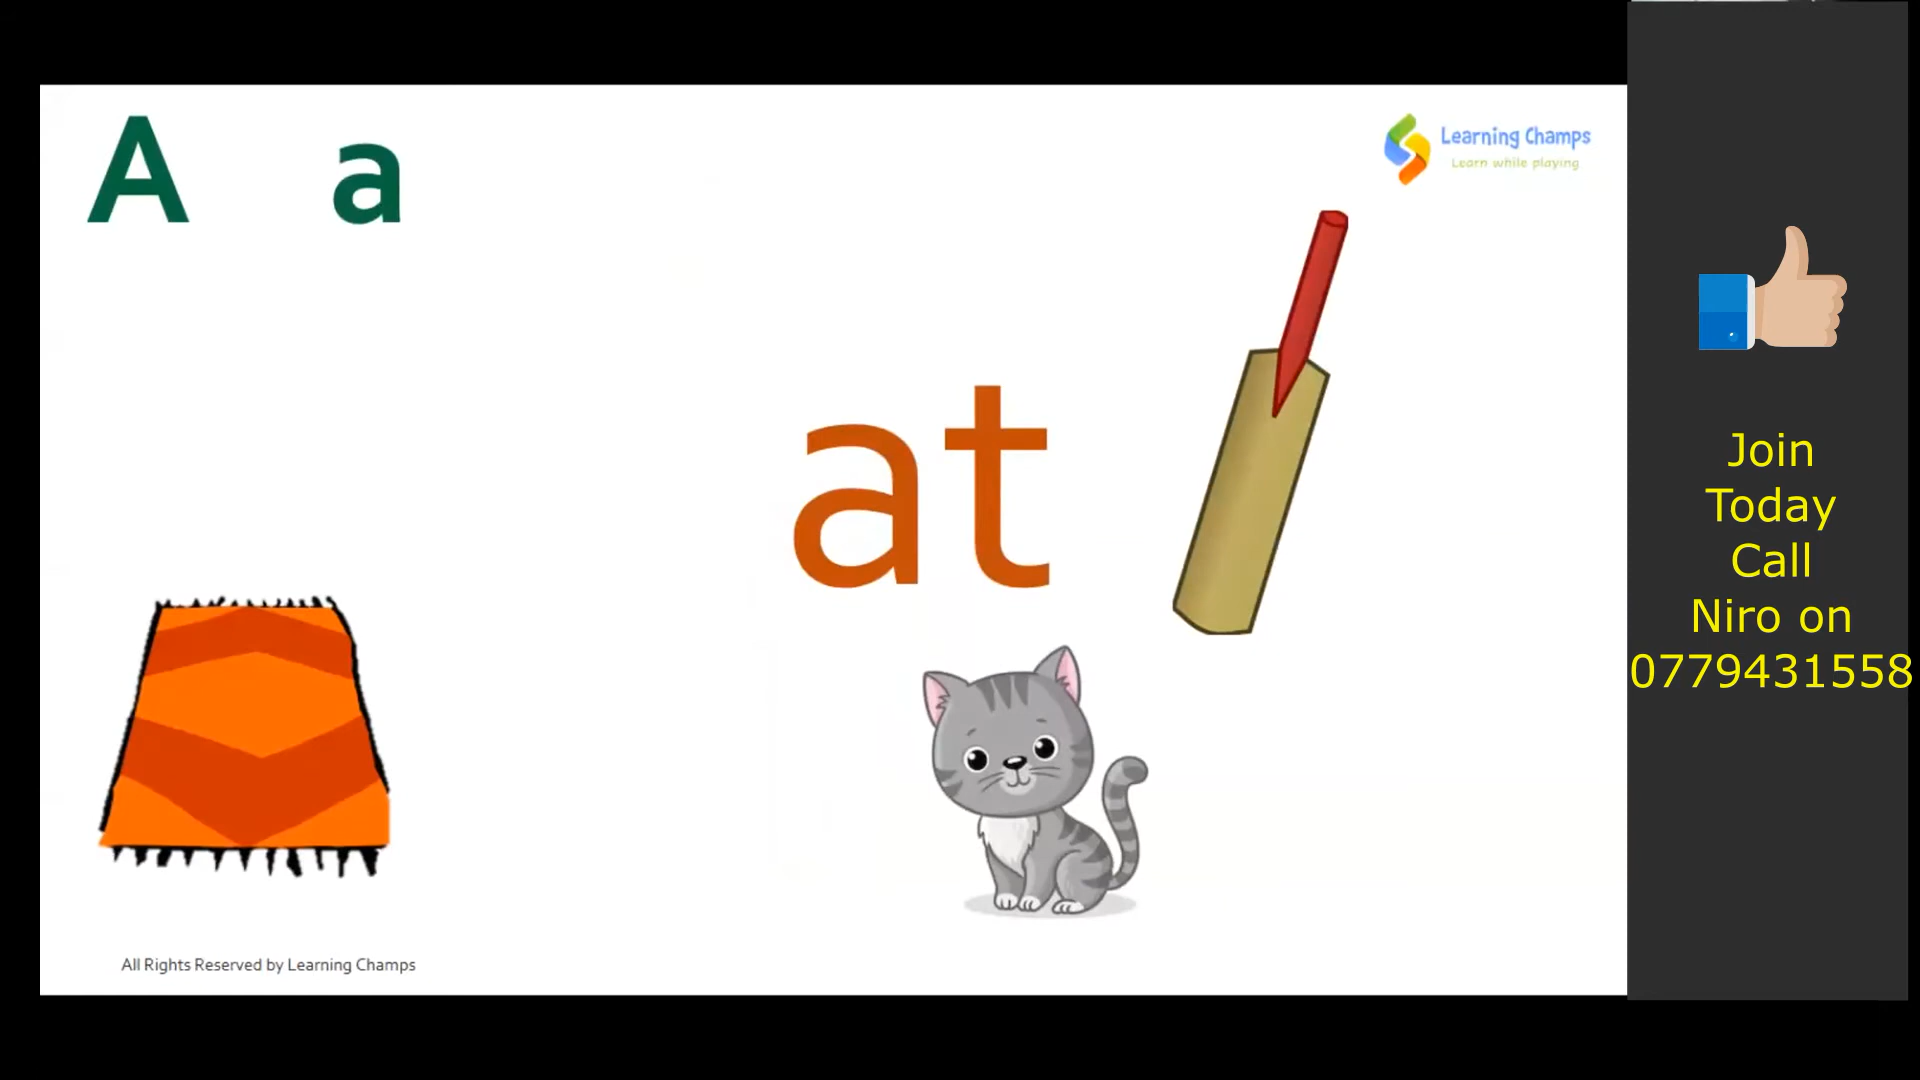 A a
Learning Champs
Learn while playing
at
All Rights Reserved by Learning Champs
Join
Today
Call
Niro on
0779431558